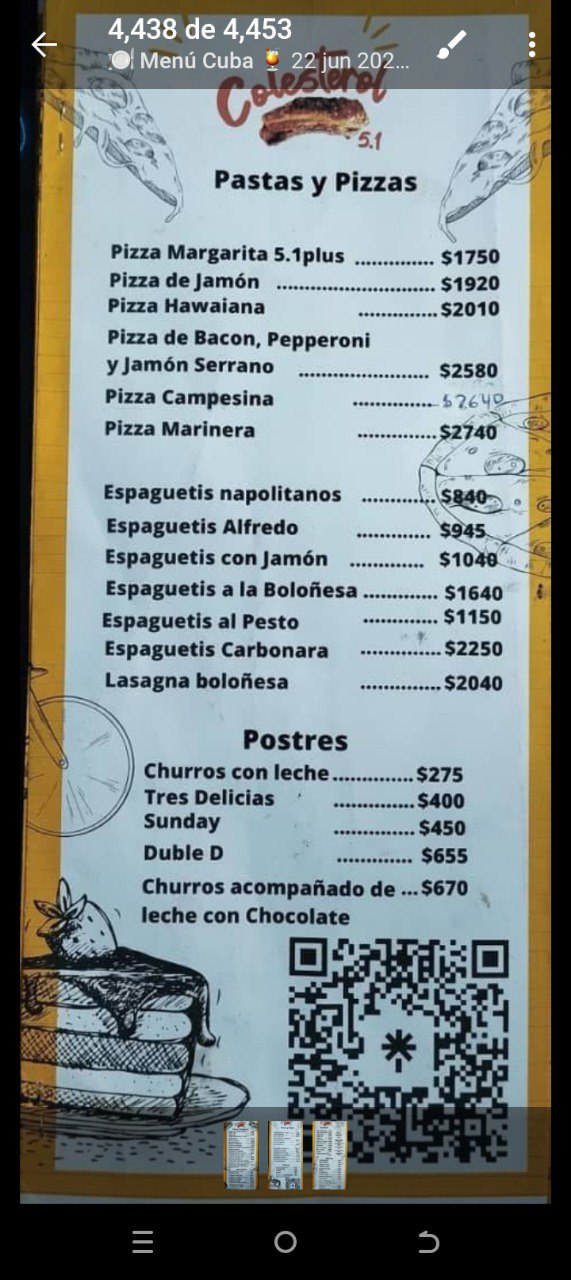 4,438 de 4,453
Menú Cuba 22 jun 202...
Colesterol
5.1
Pastas y Pizzas
Pizza Margarita 5.1plus .............. $1750
Pizza de Jamón ............................ $1920
Pizza Hawaiana .............. $2010
Pizza de Bacon, Pepperoni
y Jamón Serrano ....................... $2580
Pizza Campesina ............... $2640
Pizza Marinera .............. $2740
Espaguetis napolitanos ............. $840
Espaguetis Alfredo ............. $945
Espaguetis con Jamón ............. $1040
Espaguetis a la Boloñesa ............. $1640
Espaguetis al Pesto ............. $1150
Espaguetis Carbonara .............. $2250
Lasagna boloñesa .............. $2040
Postres
Churros con leche .............. $275
Tres Delicias .............. $400
Sunday .............. $450
Duble D ............. $655
Churros acompañado de ... $670
leche con Chocolate